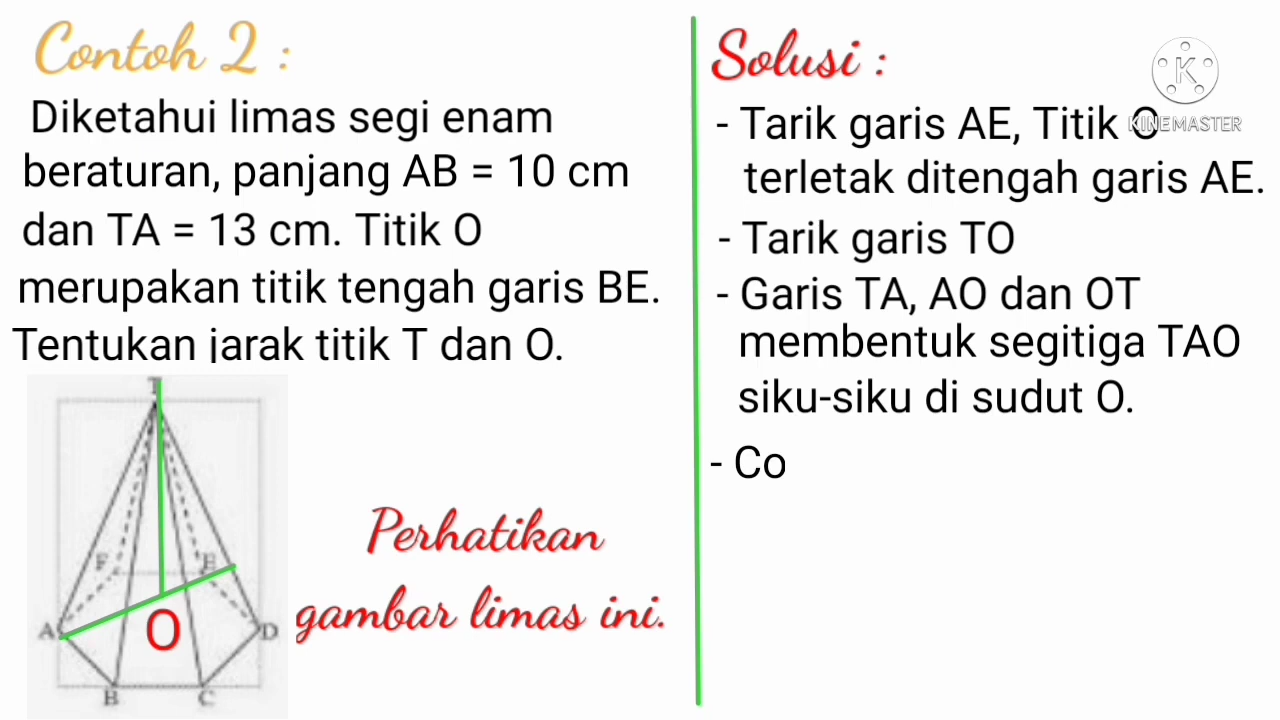 Contoh 2 :
Diketahui limas segi enam
beraturan, panjang AB = 10 cm
dan TA = 13 cm. Titik O
merupakan titik tengah garis BE.
Tentukan jarak titik T dan O.
T
F
E
A
O
D
B
C
Perhatikan
gambar limas ini.
Solusi :
- Tarik garis AE, Titik O
terletak ditengah garis AE.
- Tarik garis TO
- Garis TA, AO dan OT
membentuk segitiga TAO
siku-siku di sudut O.
- Co
K
KINEMASTER